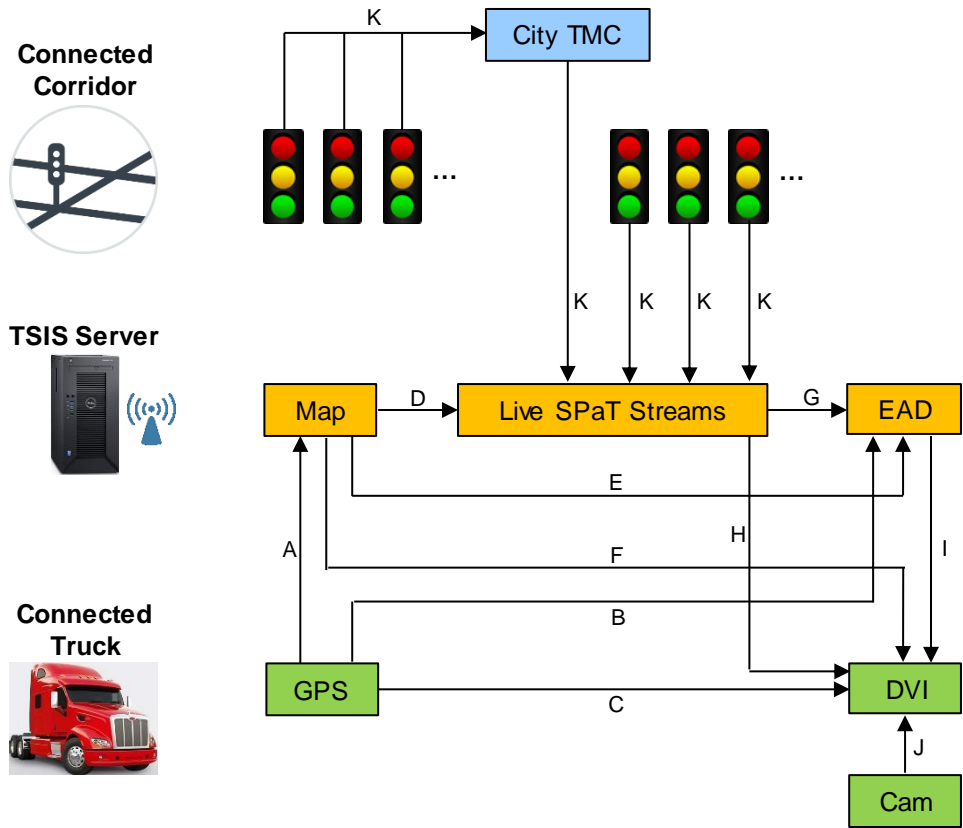 K
City TMC
Connected
Corridor
...
...
K
K
K
K
TSIS Server
Map
D
Live SPaT Streams
G
EAD
E
A
H
F
I
B
Connected
Truck
GPS
C
DVI
J
Cam